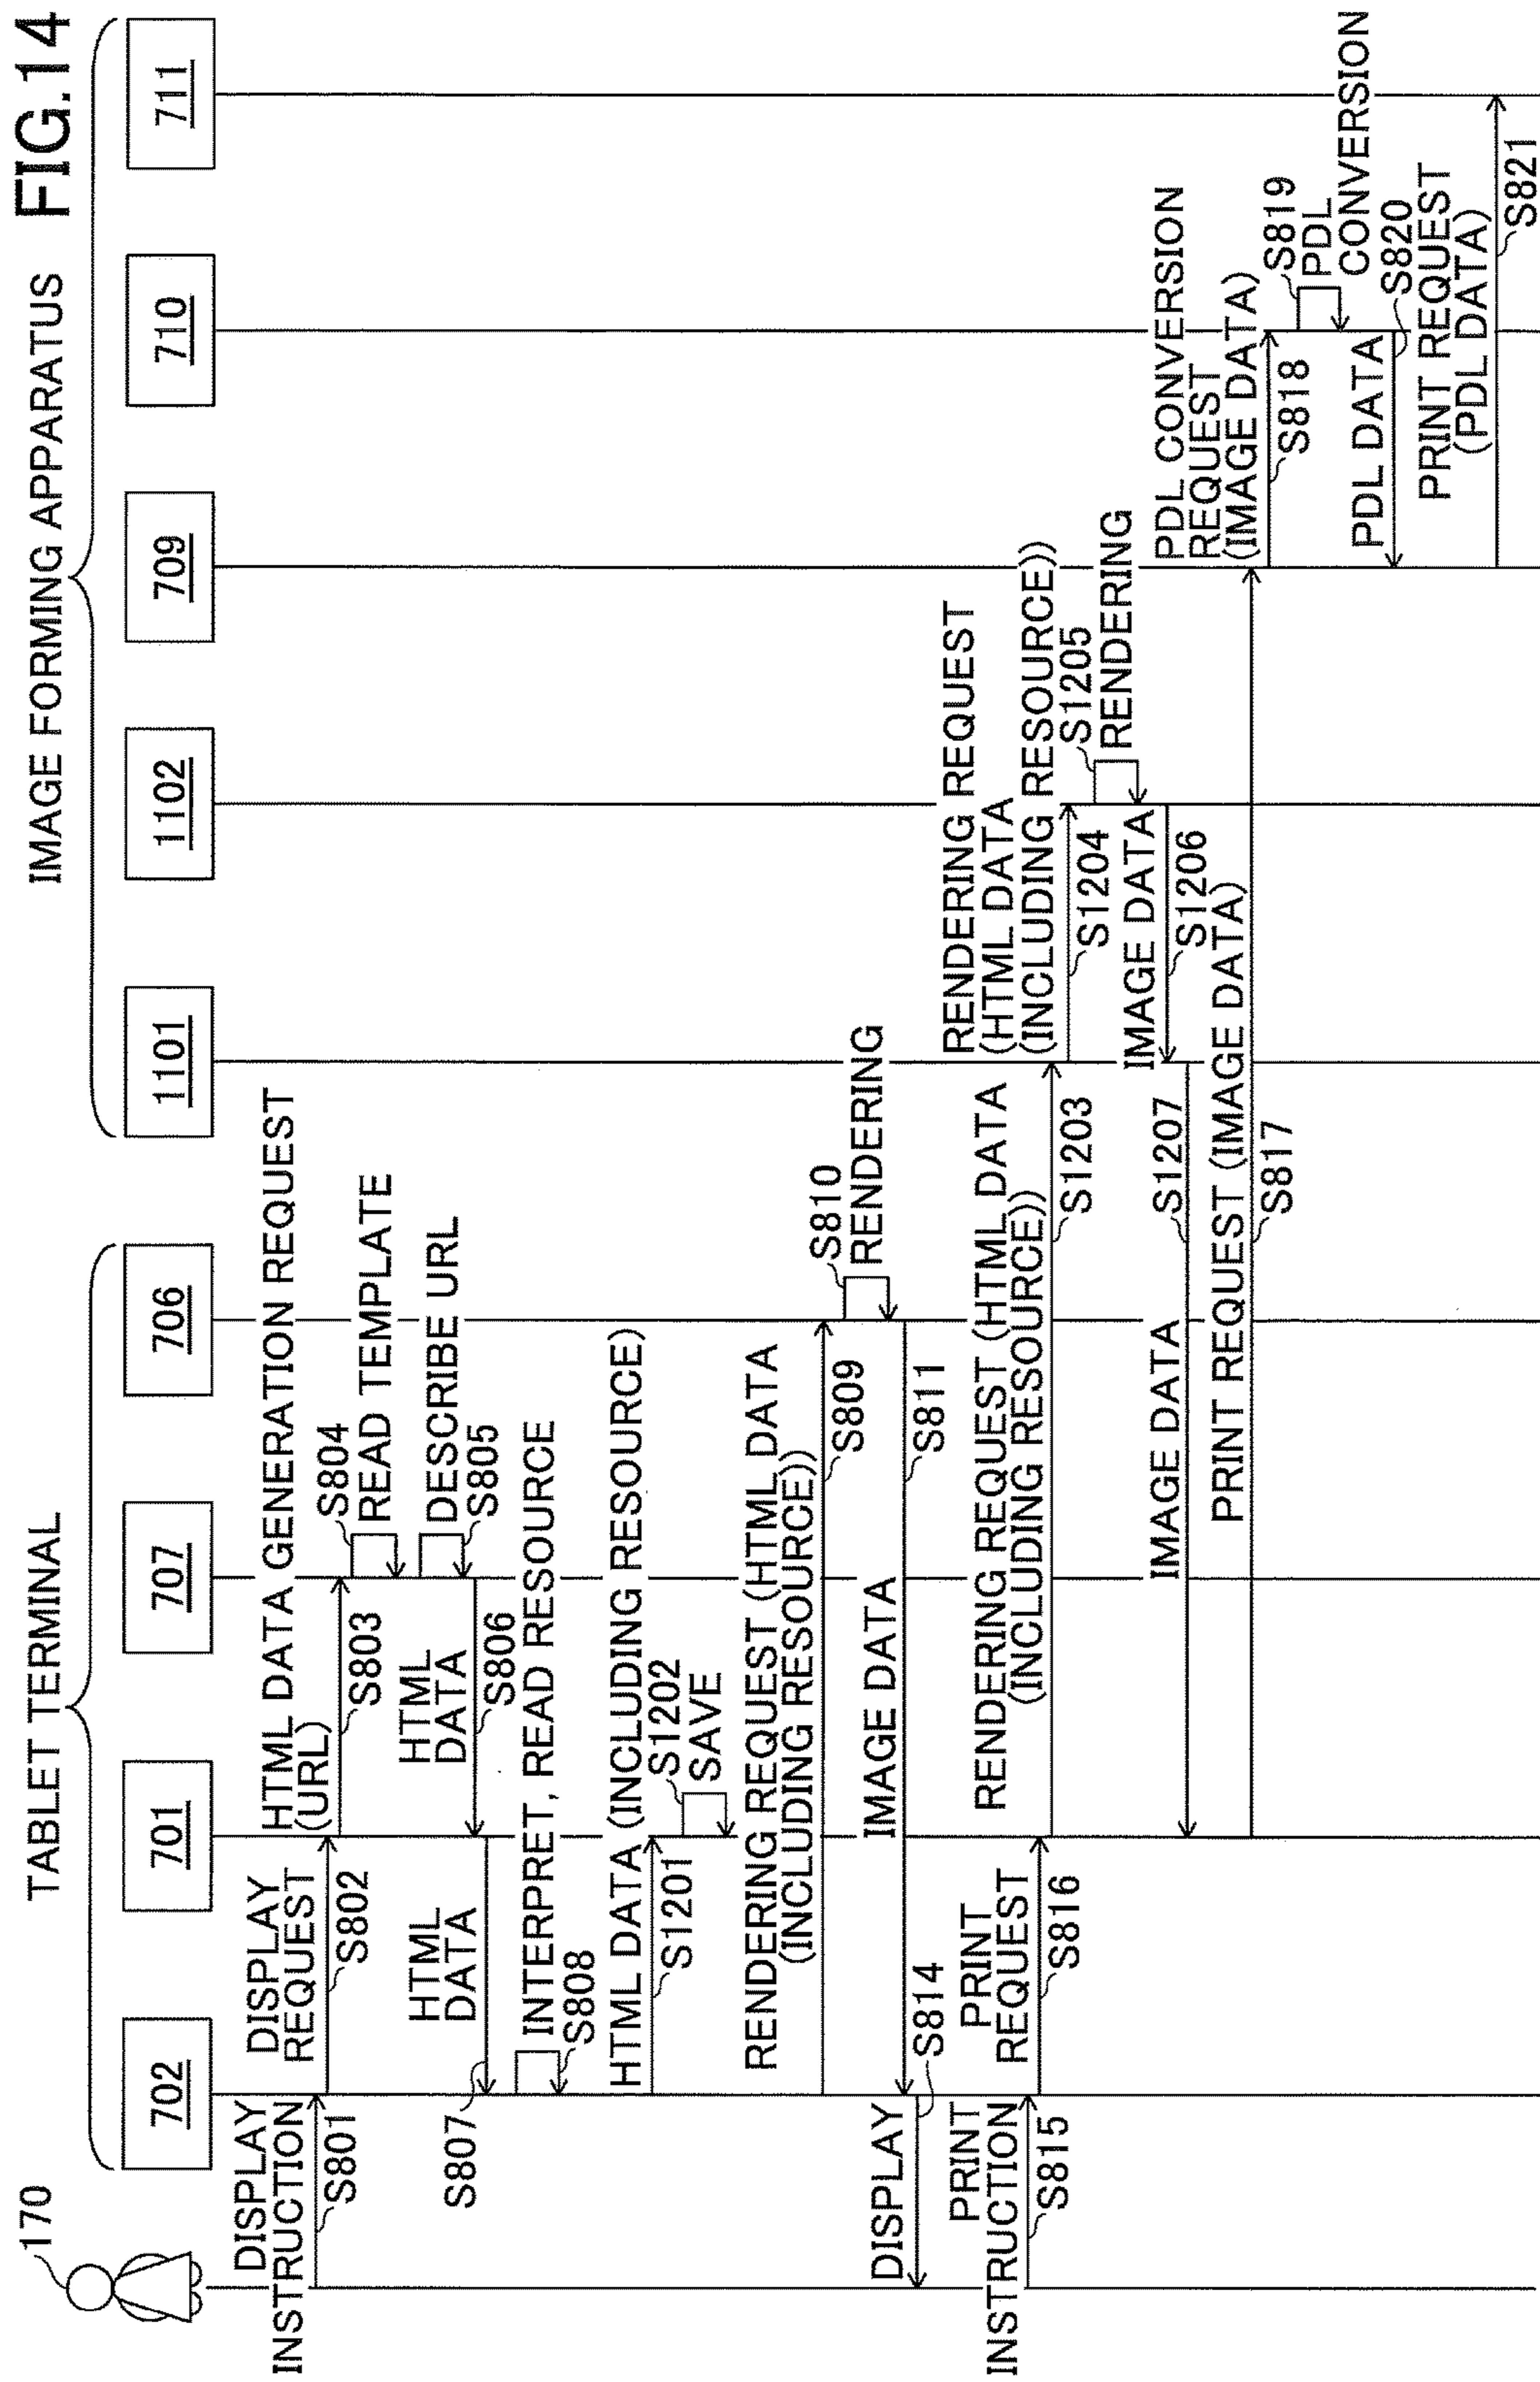 FIG.14
TABLET TERMINAL
IMAGE FORMING APPARATUS
170
702
701
707
706
1101
1102
709
710
711
DISPLAY
INSTRUCTION
S801
DISPLAY
REQUEST
S802
HTML DATA GENERATION REQUEST
(URL)
S803
S804
READ TEMPLATE
DESCRIBE URL
S805
HTML
DATA
S806
HTML
DATA
S807
INTERPRET, READ RESOURCE
S808
HTML DATA (INCLUDING RESOURCE)
S1201
S1202
SAVE
RENDERING REQUEST (HTML DATA
(INCLUDING RESOURCE))
S809
S810
RENDERING
IMAGE DATA
S811
DISPLAY
S814
PRINT
INSTRUCTION
S815
PRINT
REQUEST
S816
RENDERING REQUEST (HTML DATA
(INCLUDING RESOURCE))
S1203
RENDERING REQUEST
(HTML DATA
(INCLUDING RESOURCE))
S1204
S1205
RENDERING
IMAGE DATA
S1206
IMAGE DATA
S1207
PRINT REQUEST (IMAGE DATA)
S817
PDL CONVERSION
REQUEST
(IMAGE DATA)
S818
S819
PDL
CONVERSION
PDL DATA
S820
PRINT REQUEST
(PDL DATA)
S821